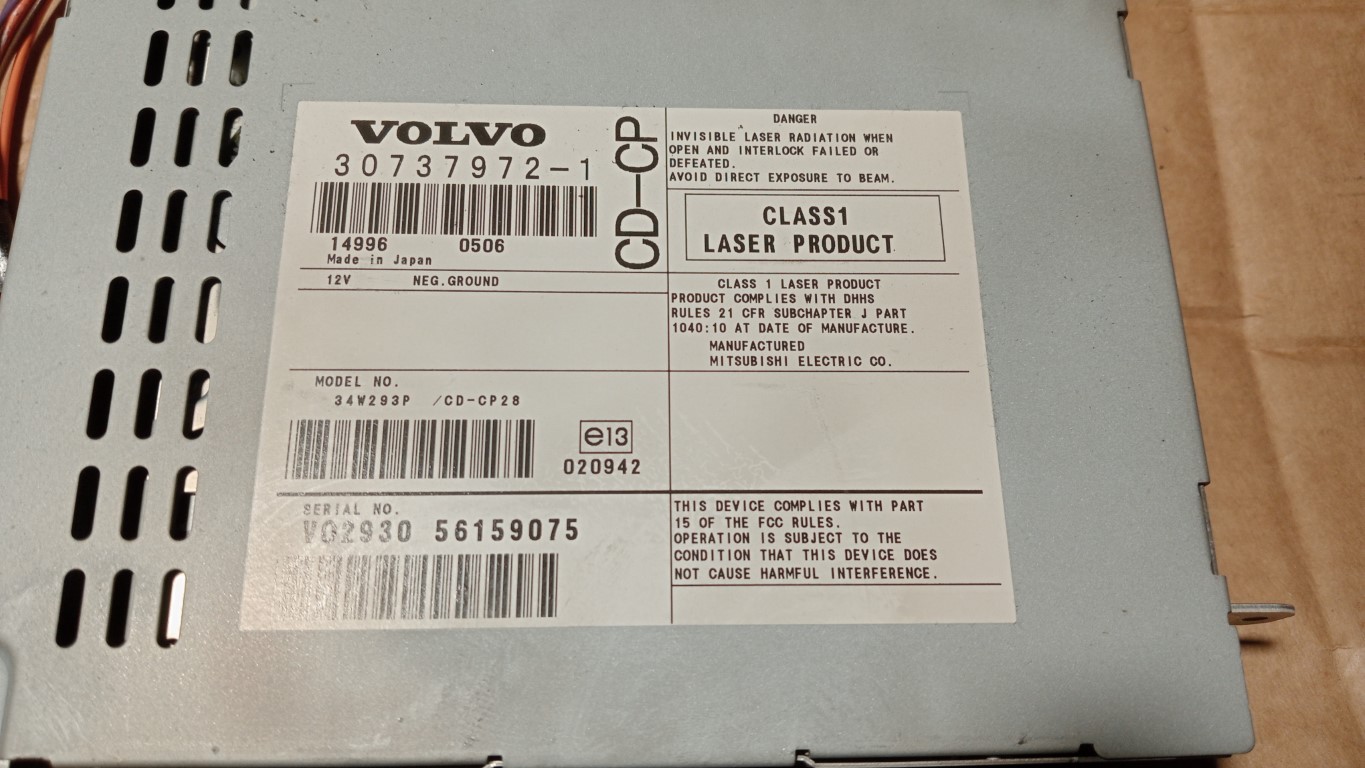 VOLVO
30737972-1
14996 0506
Made in Japan
CD-CP
12V NEG.GROUND
MODEL NO.
34W293P /CD-CP28
e13
020942
SERIAL NO.
VO2930 56159075
DANGER
INVISIBLE LASER RADIATION WHEN
OPEN AND INTERLOCK FAILED OR
DEFEATED.
AVOID DIRECT EXPOSURE TO BEAM.
CLASS1
LASER PRODUCT
CLASS 1 LASER PRODUCT
PRODUCT COMPLIES WITH DHHS
RULES 21 CFR SUBCHAPTER J PART
1040:10 AT DATE OF MANUFACTURE.
MANUFACTURED
MITSUBISHI ELECTRIC CO.
THIS DEVICE COMPLIES WITH PART
15 OF THE FCC RULES.
OPERATION IS SUBJECT TO THE
CONDITION THAT THIS DEVICE DOES
NOT CAUSE HARMFUL INTERFERENCE.